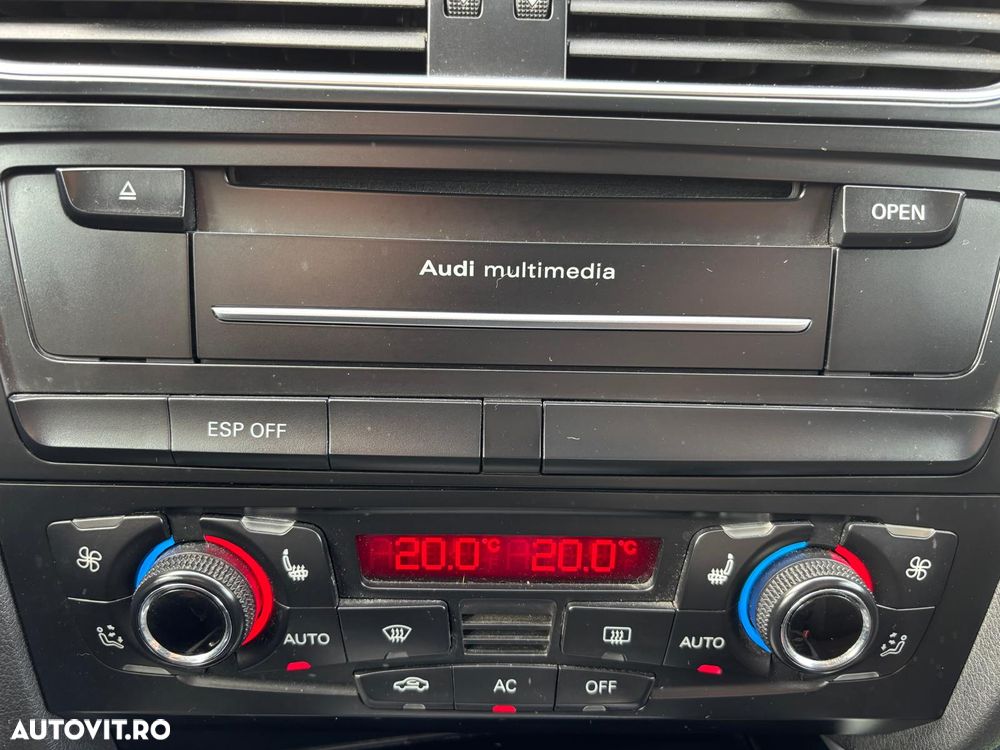 OPEN
Audi multimedia
ESP OFF
20.0°C 20.0°C
AUTO AUTO
AC OFF
AUTOVIT.RO